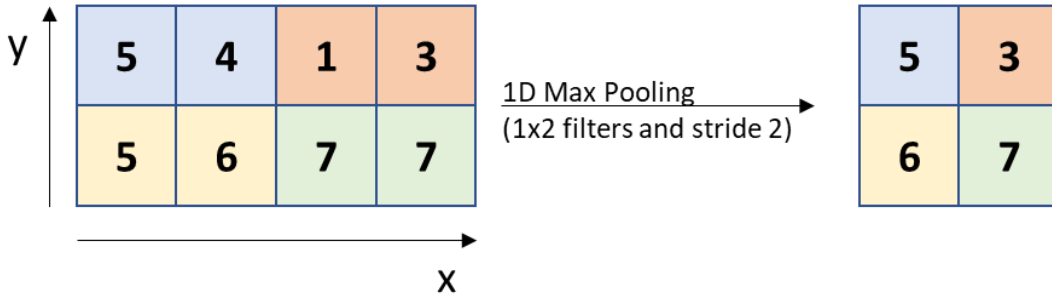 y
5 4 1 3
5 6 7 7
x
1D Max Pooling
(1x2 filters and stride 2)
5 3
6 7